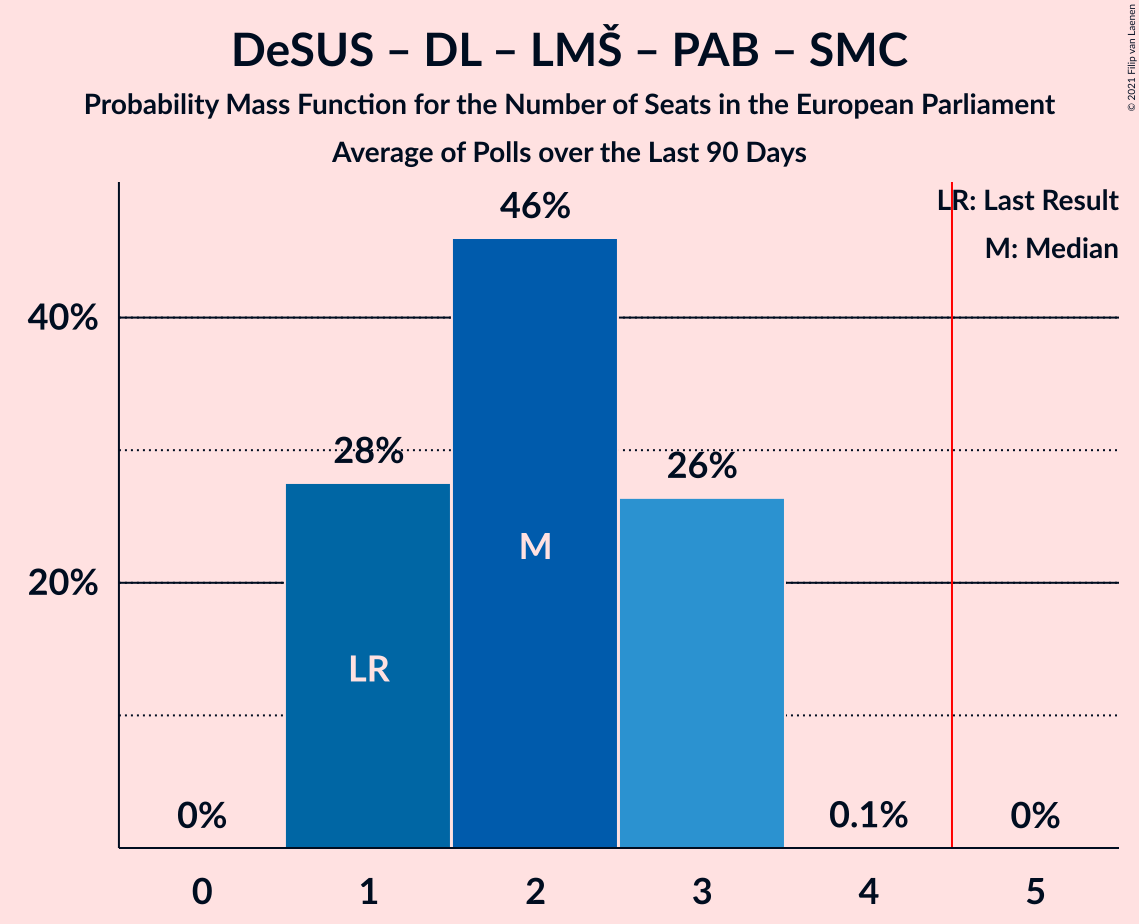 DeSUS – DL – LMŠ – PAB – SMC
Probability Mass Function for the Number of Seats in the European Parliament
Average of Polls over the Last 90 Days
© 2021 Filip van Laenen
LR: Last Result
M: Median
46%
40%
28%
26%
M
20%
LR
0%
0.1%
0%
0
1
2
3
4
5